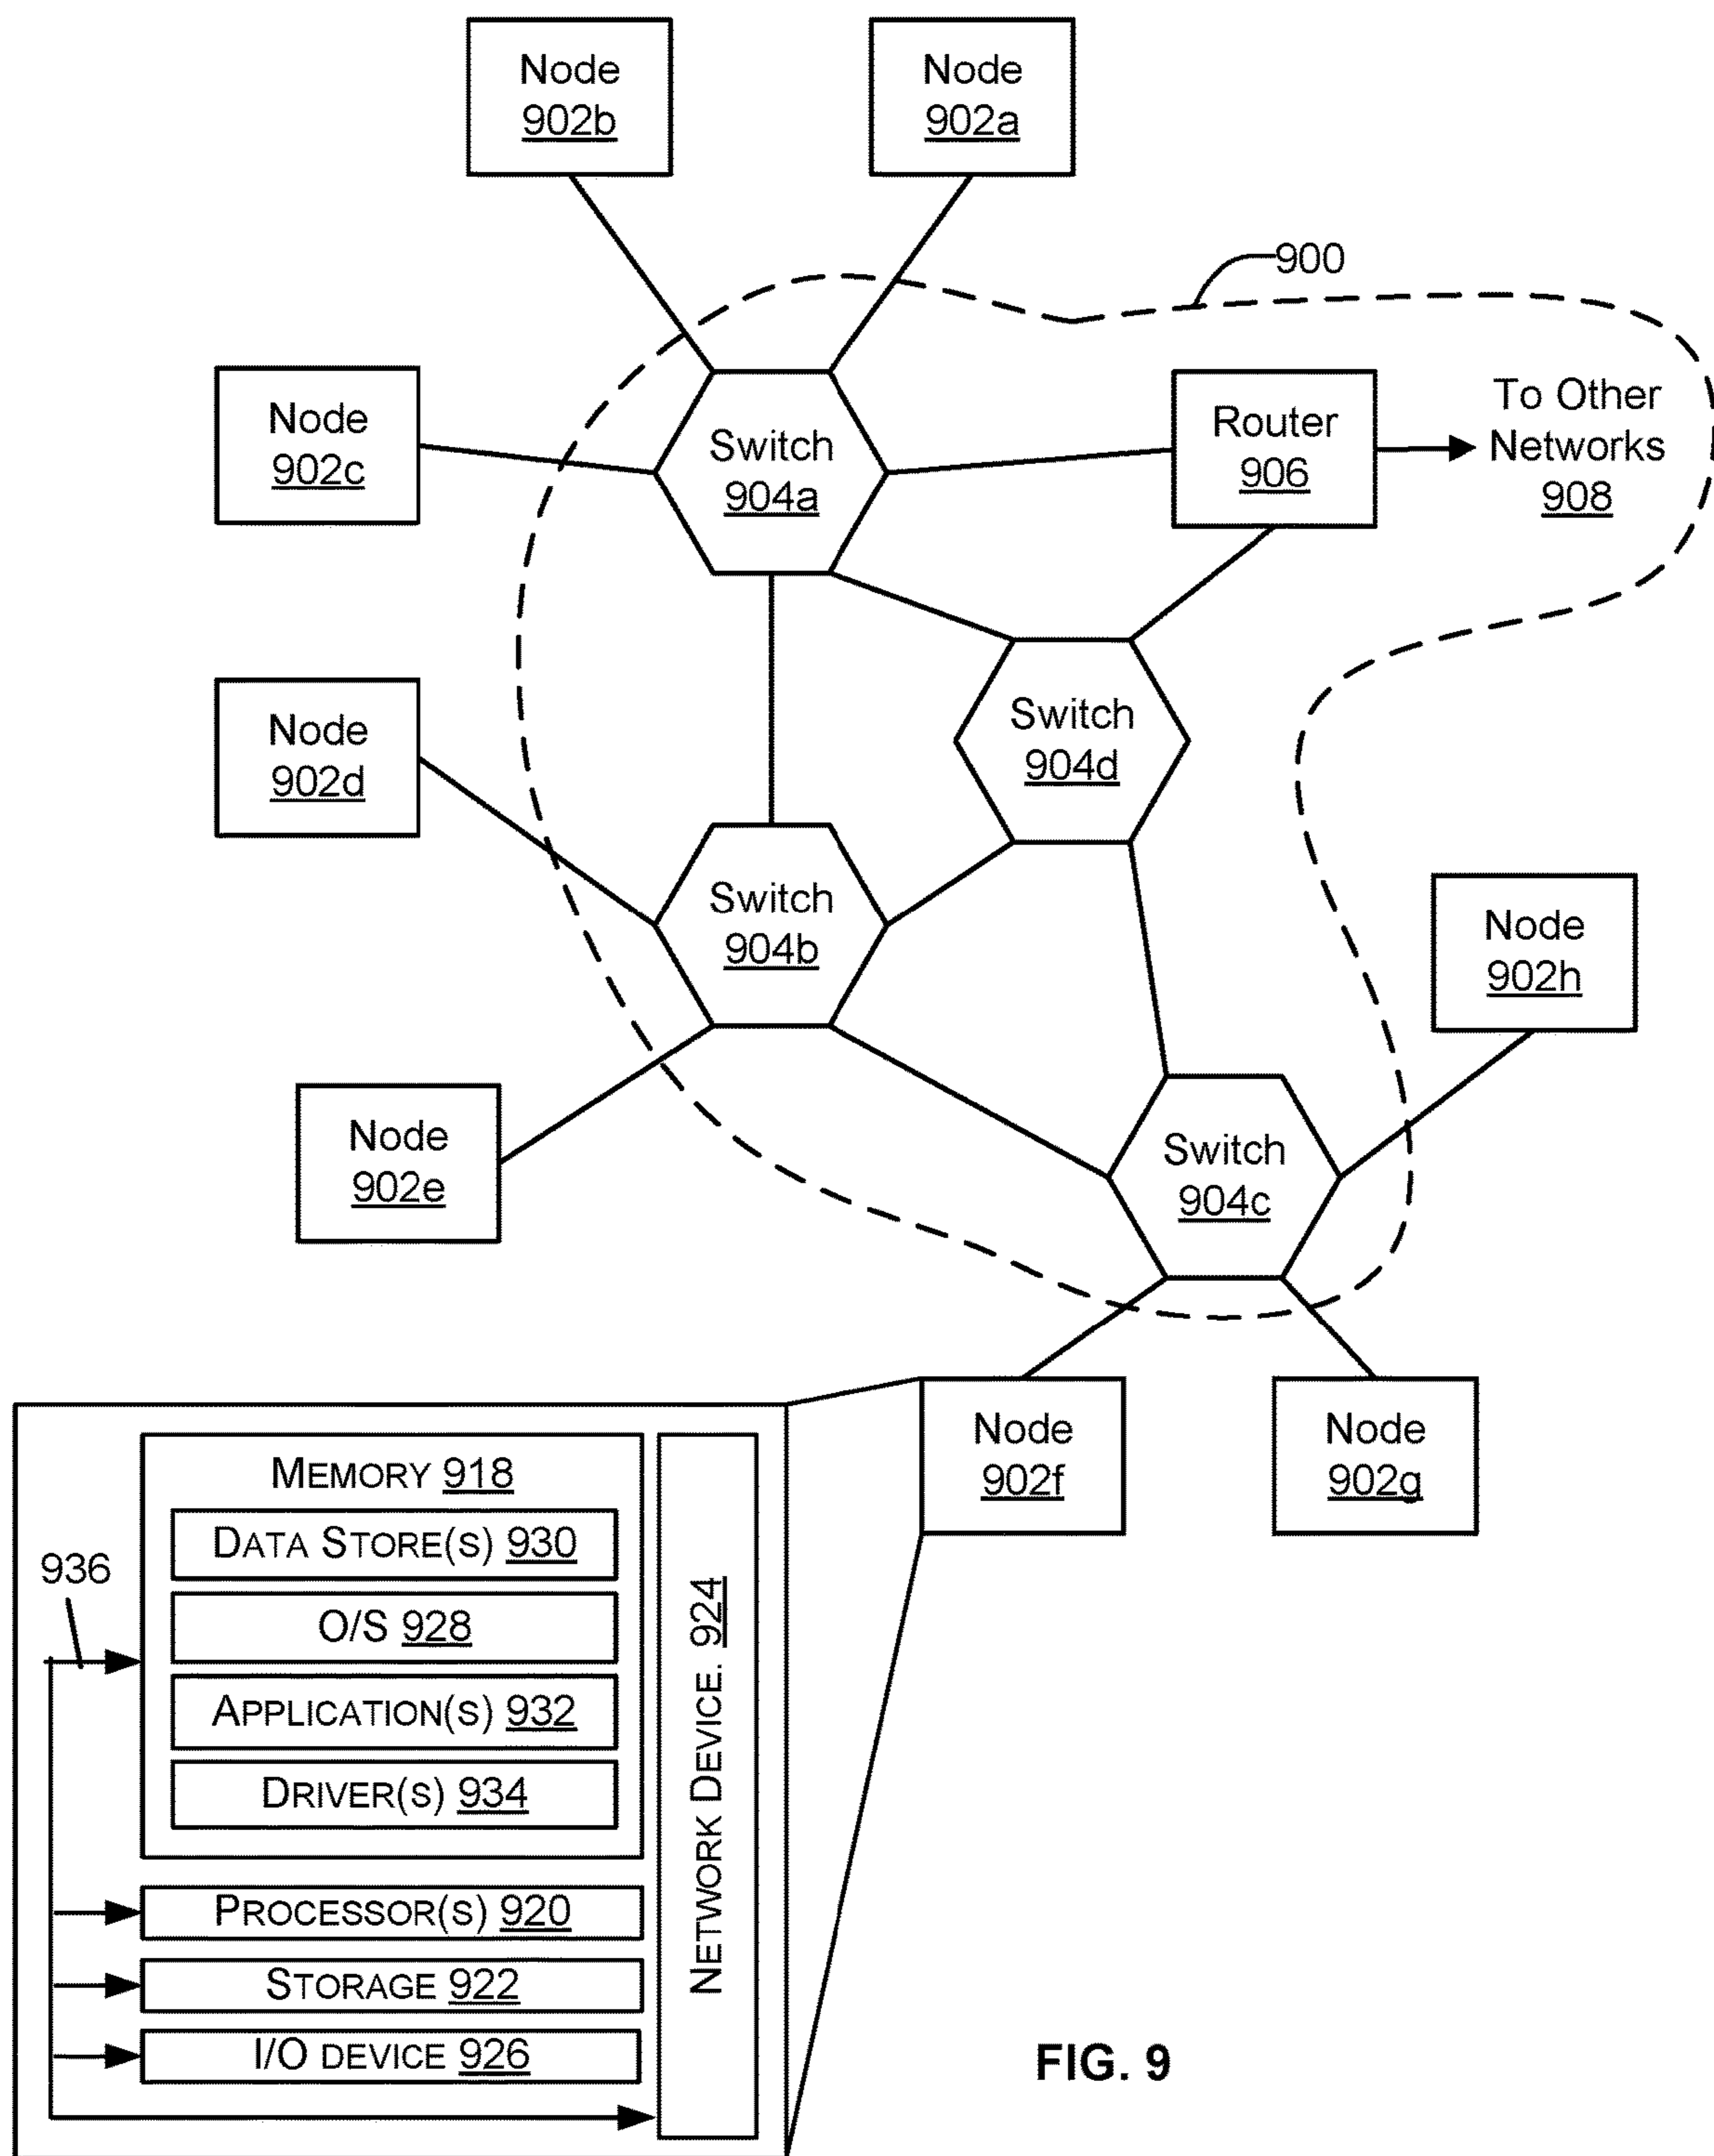 Node
902b
Node
902a
900
Node
902c
Switch
904a
Router
906
To Other
Networks
908
Node
902d
Switch
904d
Switch
904b
Node
902h
Node
902e
Switch
904c
Node
902f
Node
902g
MEMORY 918
DATA STORE(S) 930
936
O/S 928
APPLICATION(S) 932
DRIVER(S) 934
NETWORK DEVICE. 924
PROCESSOR(S) 920
STORAGE 922
I/O DEVICE 926
FIG. 9